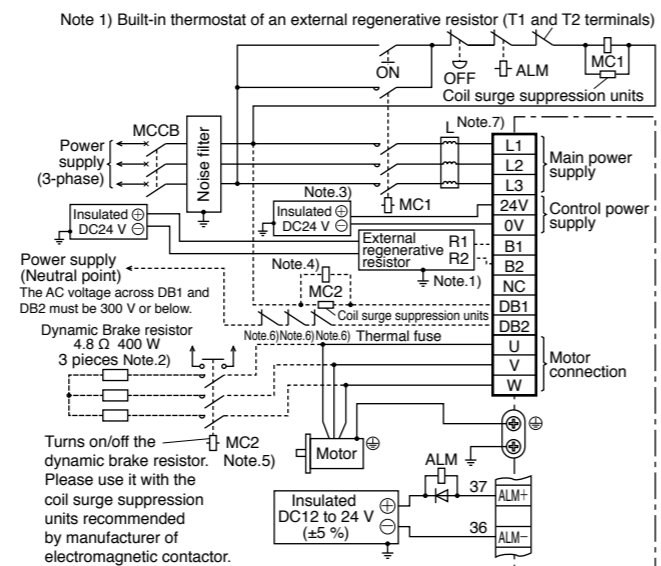 Note 1) Built-in thermostat of an external regenerative resistor (T1 and T2 terminals)
ON
OFF
ALM
MC1
Coil surge suppression units
MCCB
Noise filter
L Note.7)
Power supply (3-phase)
L1
L2
L3
Main power supply
Note.3)
MC1
Insulated DC24 V ⊕ ⊖
Insulated DC24 V ⊕ ⊖
24V
0V
Control power supply
External regenerative resistor R1 R2
Note.1)
B1
B2
NC
Power supply (Neutral point)
The AC voltage across DB1 and
DB2 must be 300 V or below.
Note.4)
MC2
Coil surge suppression units
DB1
DB2
Note.6) Note.6) Note.6) Thermal fuse
Dynamic Brake resistor
4.8 Ω 400 W
3 pieces Note.2)
U
V
W
Motor connection
Turns on/off the
dynamic brake resistor.
Please use it with the
coil surge suppression
units recommended
by manufacturer of
electromagnetic contactor.
MC2
Note.5)
Motor
ALM
Insulated
DC12 to 24 V
(±5 %)
⊕
⊖
37
ALM+
36
ALM−